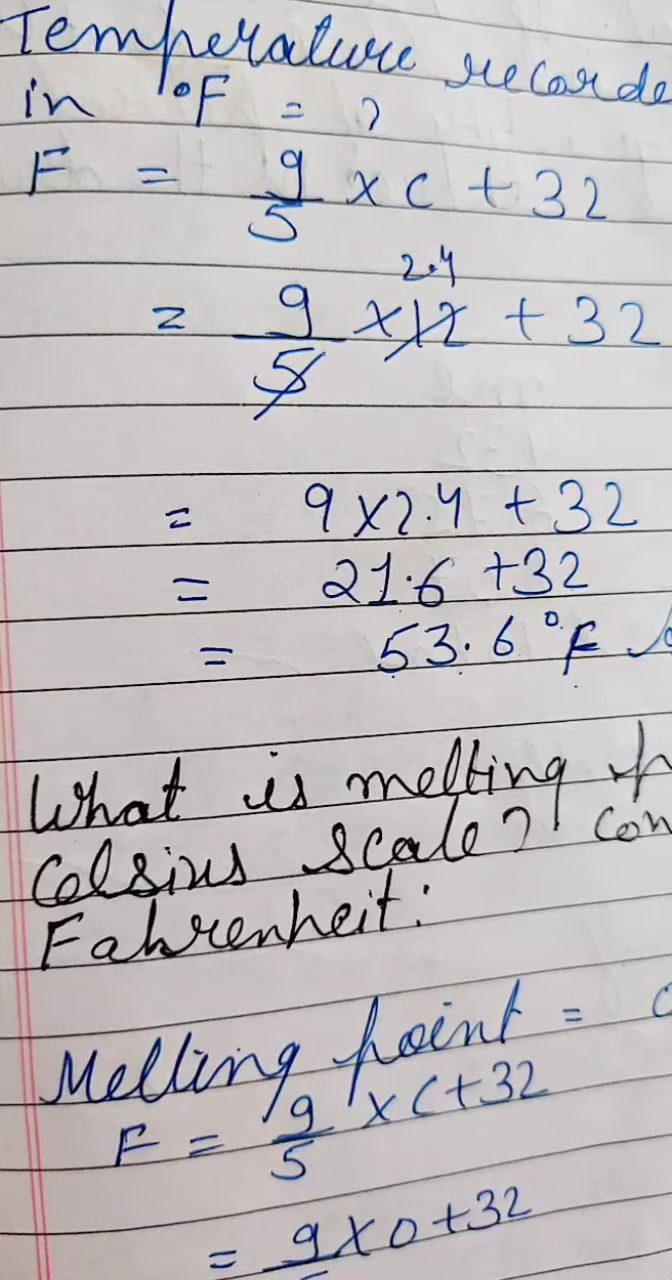 Temperature recorde
in °F = ?
F = 9/5 x C + 32
2.4
= 9/5 x 12 + 32
= 9 x 2.4 + 32
= 21.6 + 32
= 53.6 °F
What is melting
Celsius scale? Con
Fahrenheit:
Melting point =
F = 9/5 x C + 32
= 9 x 0 + 32